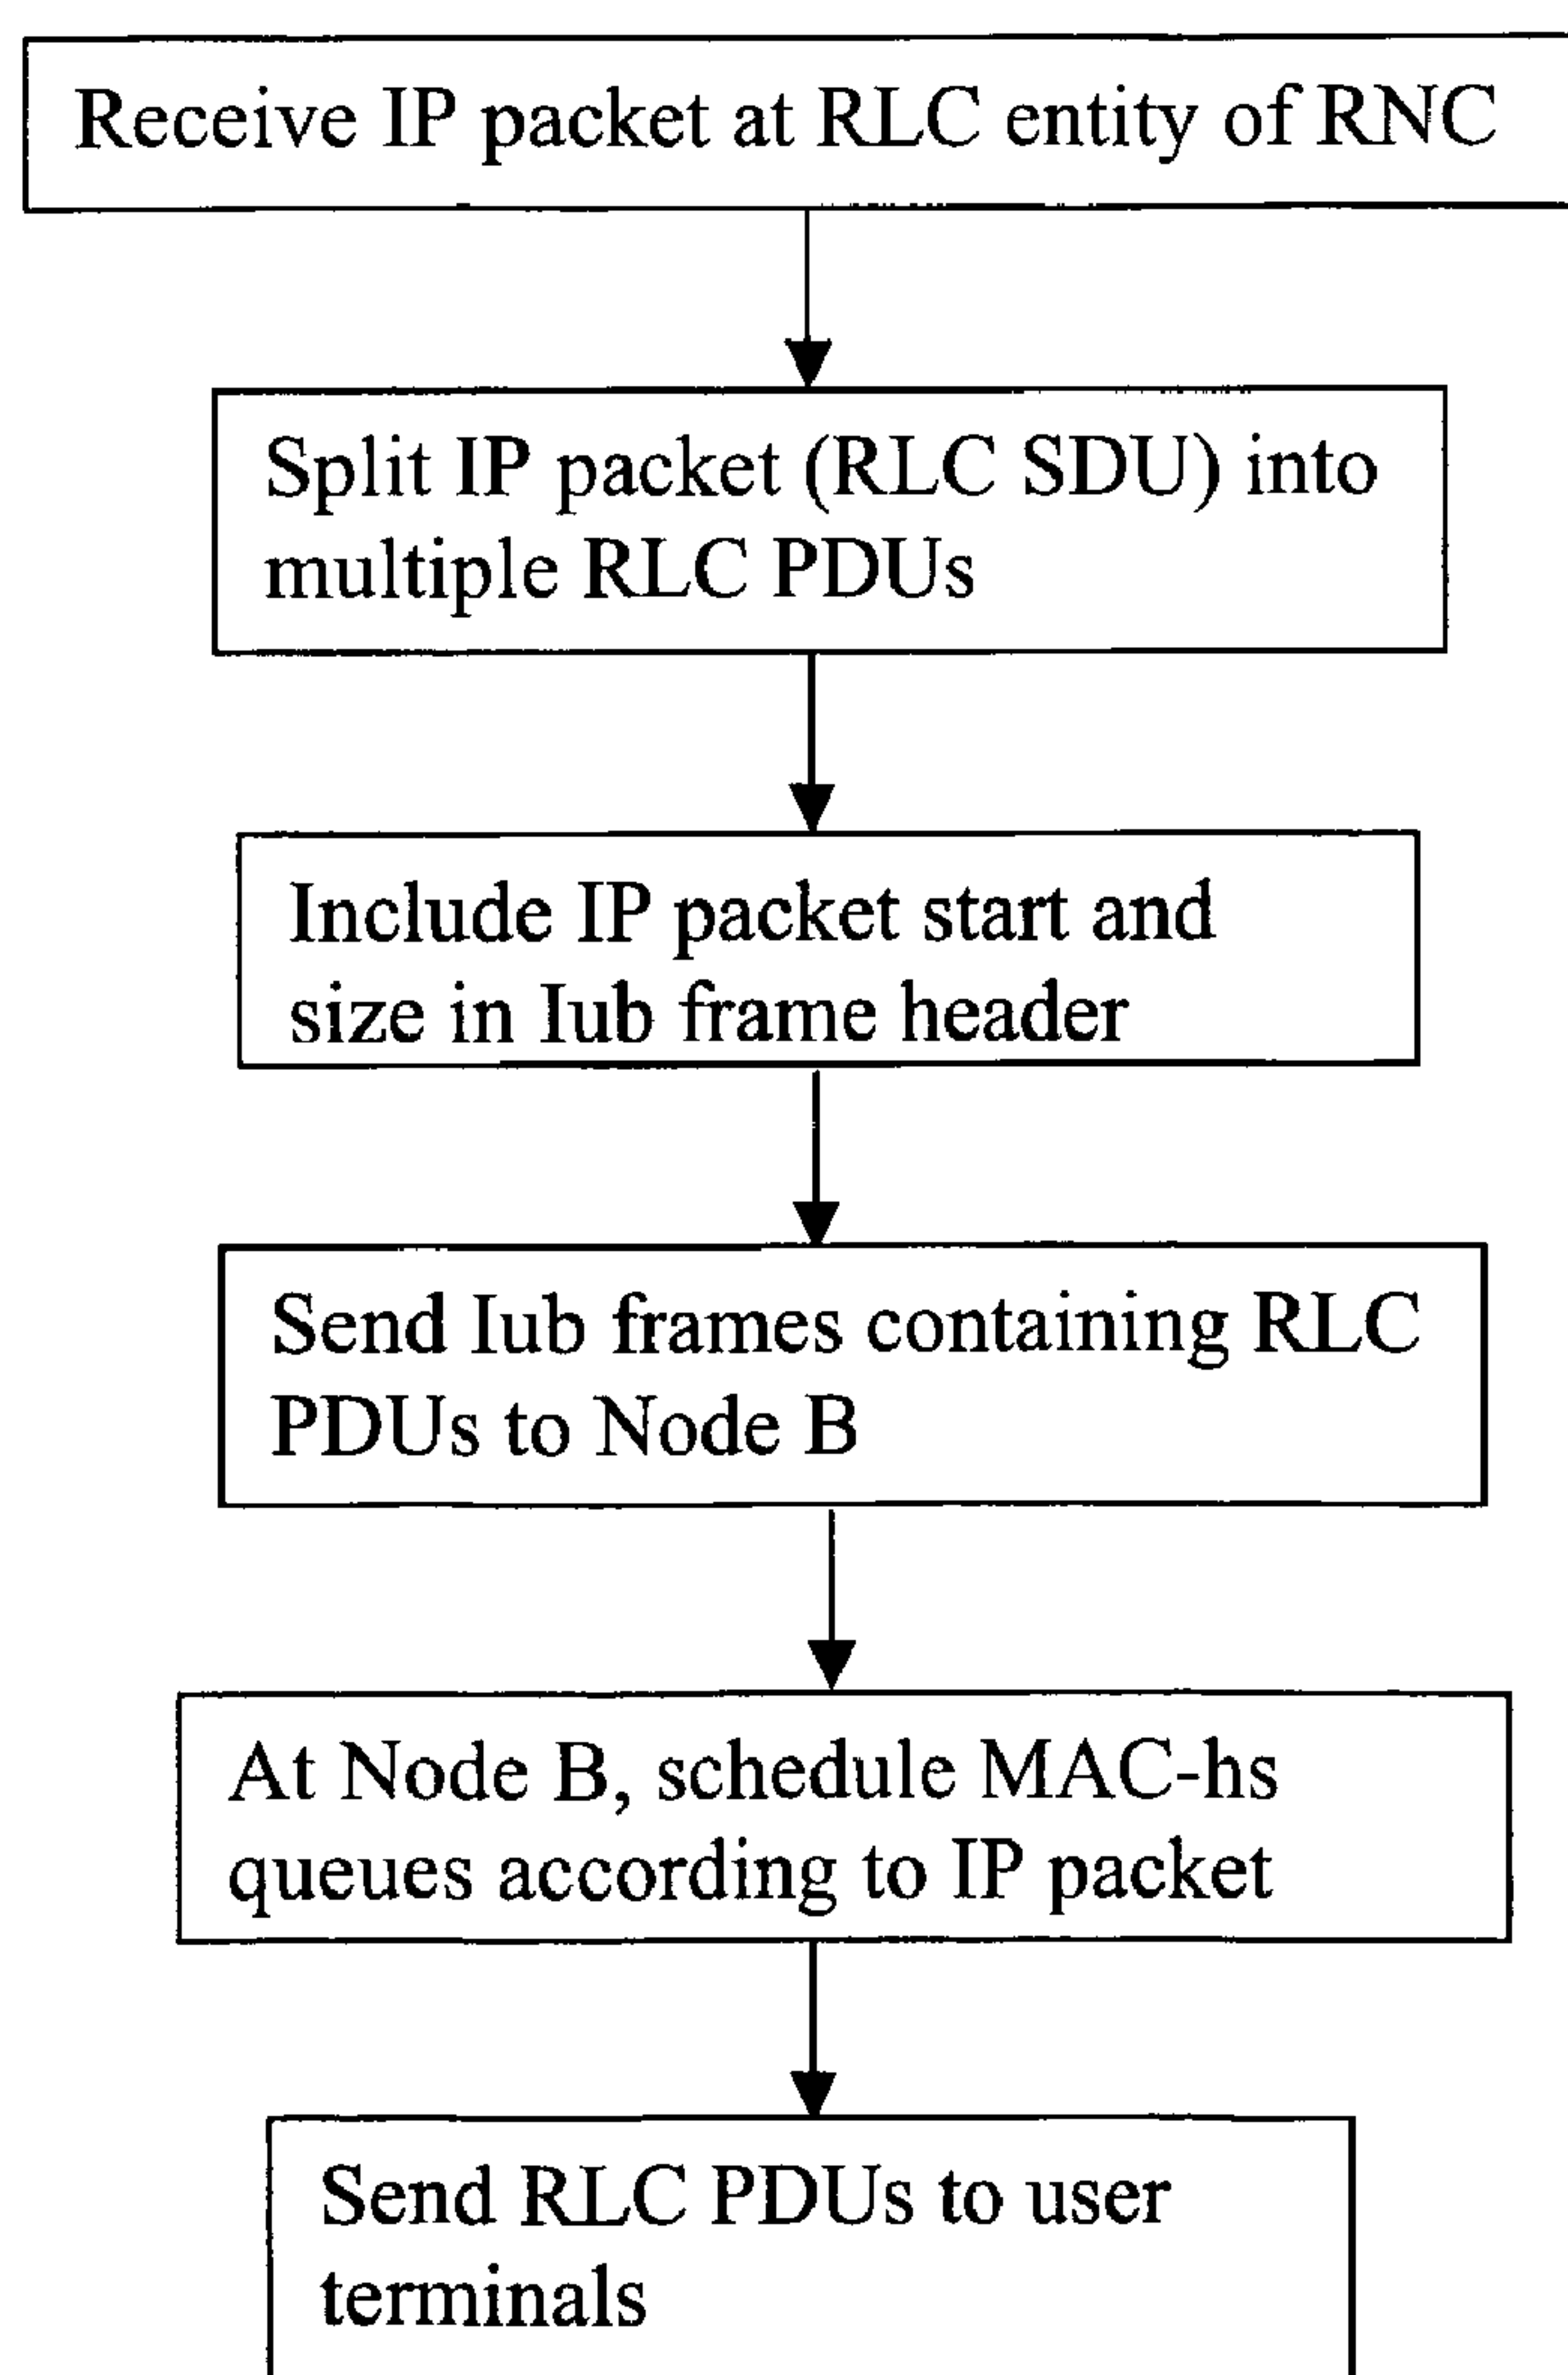 Receive IP packet at RLC entity of RNC
Split IP packet (RLC SDU) into
multiple RLC PDUs
Include IP packet start and
size in Iub frame header
Send Iub frames containing RLC
PDUs to Node B
At Node B, schedule MAC-hs
queues according to IP packet
Send RLC PDUs to user
terminals